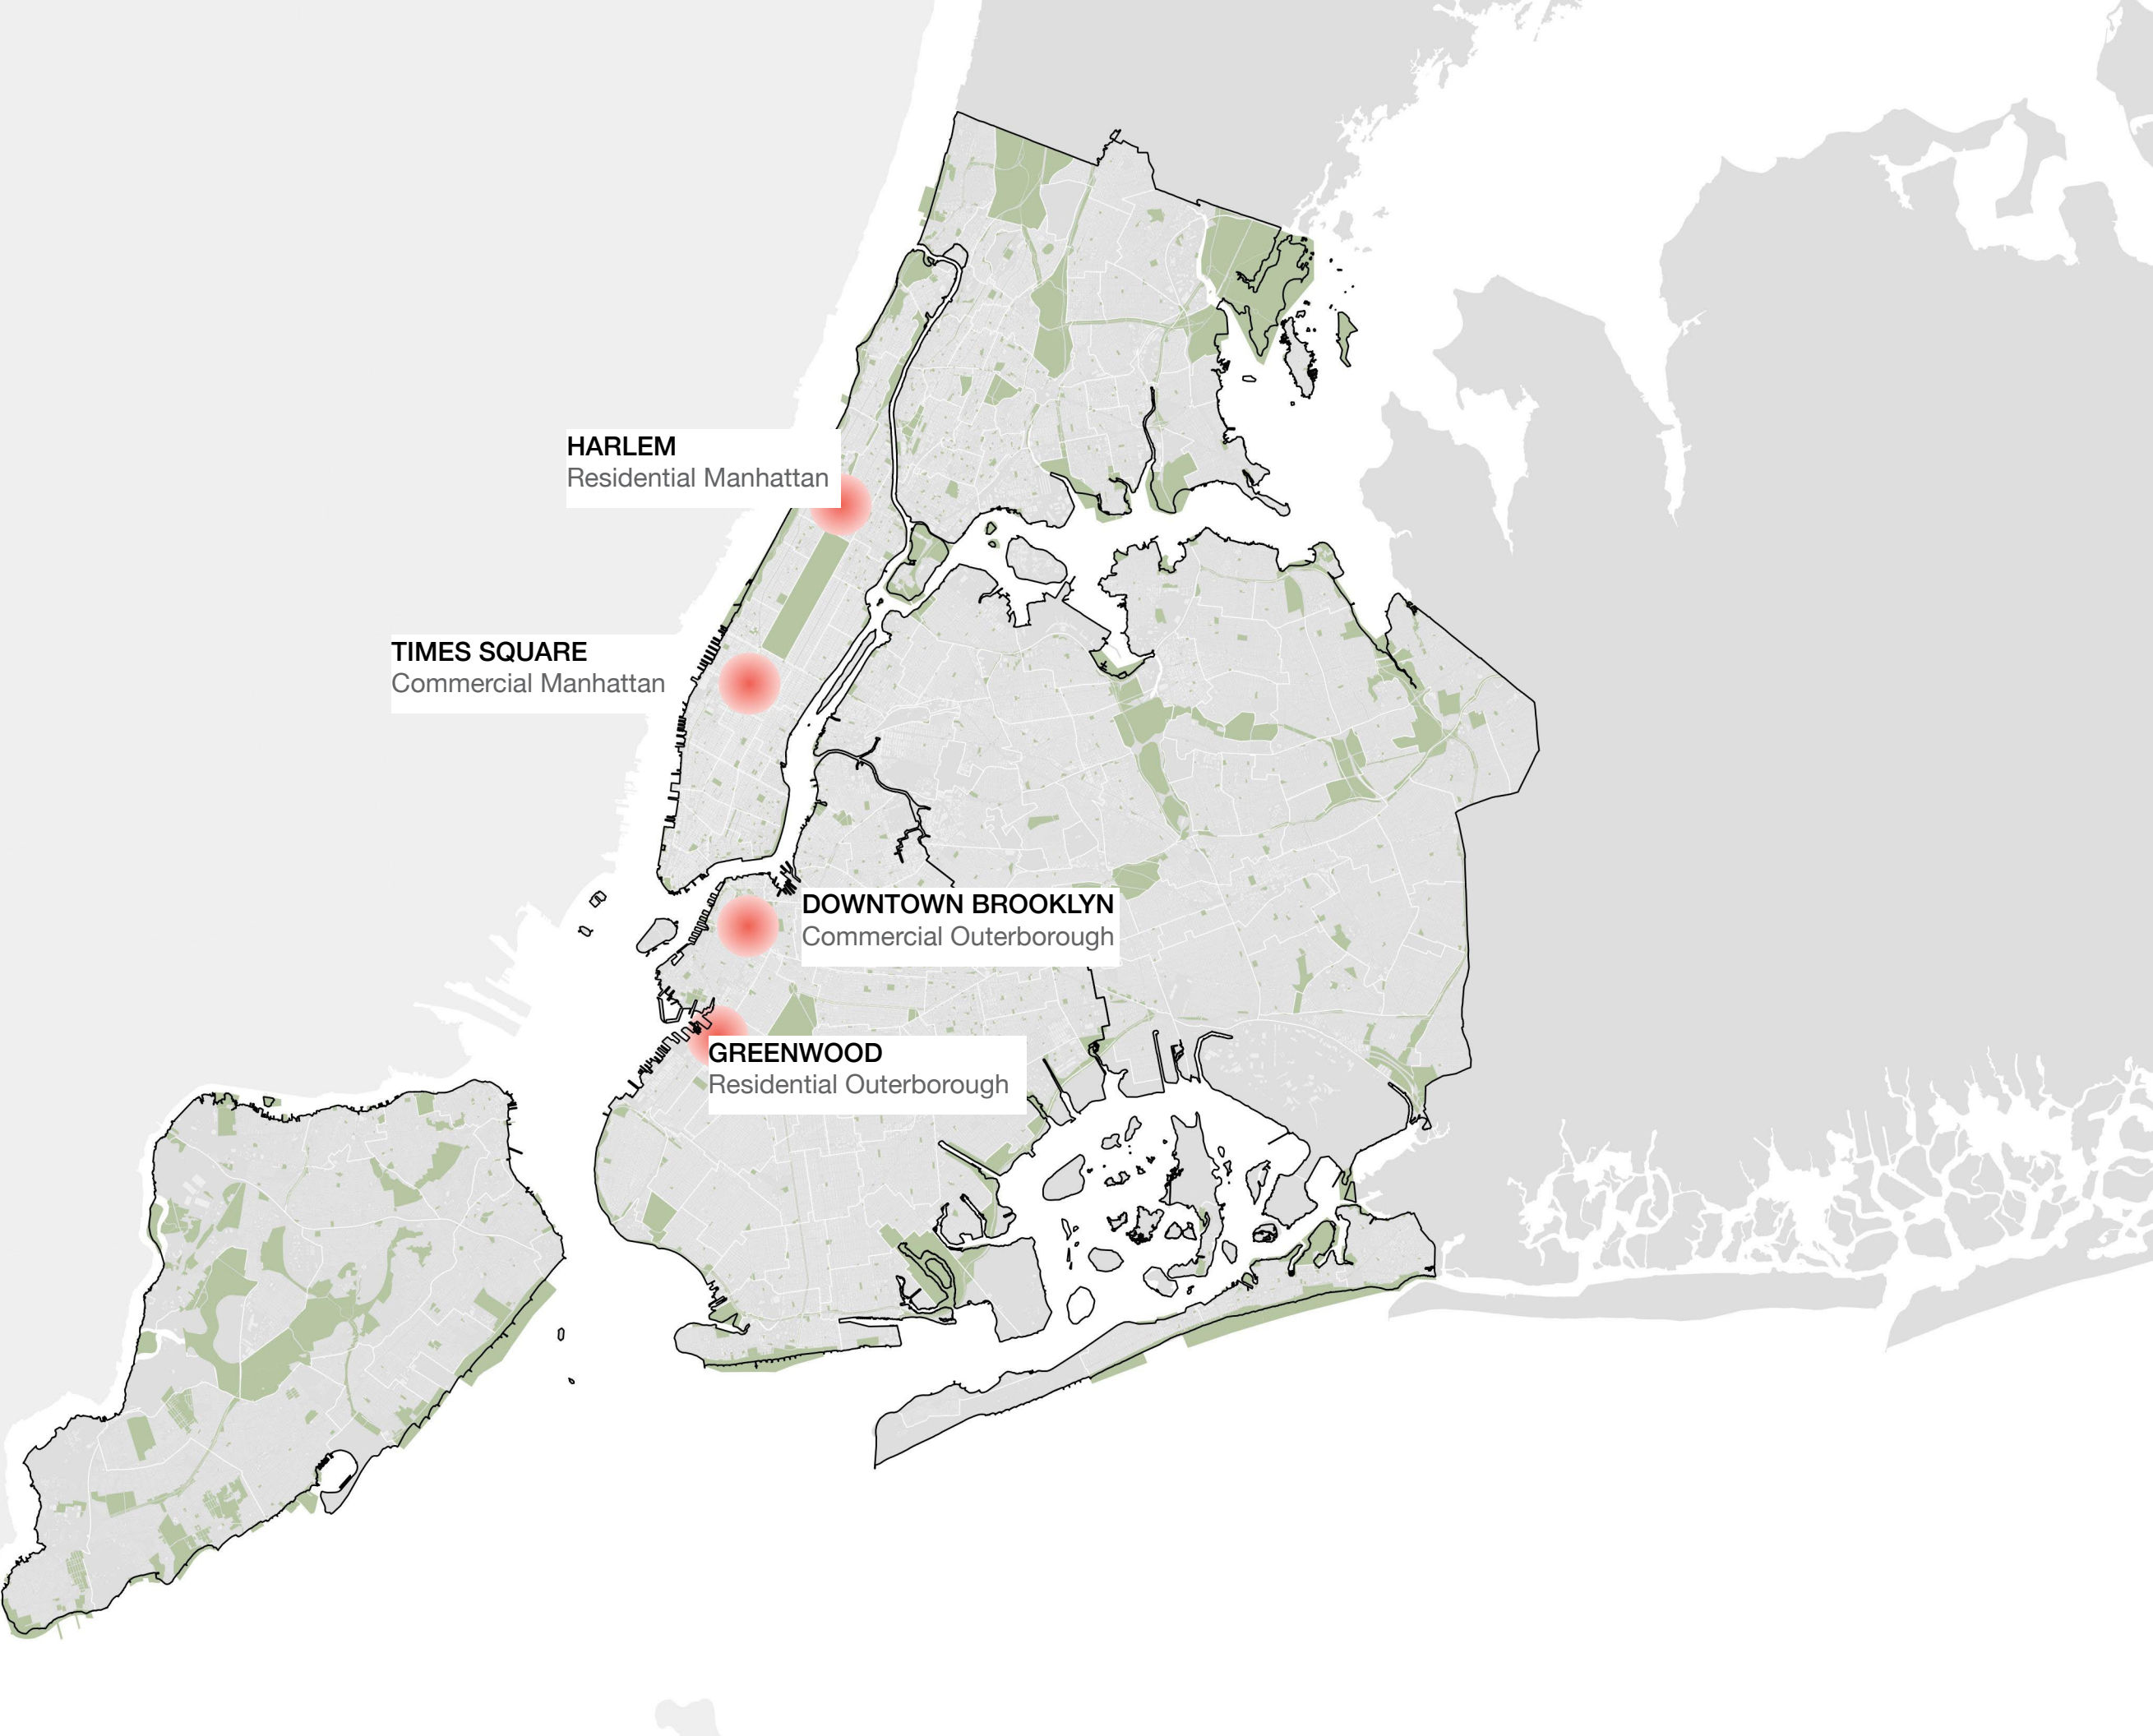 HARLEM
Residential Manhattan
TIMES SQUARE
Commercial Manhattan
DOWNTOWN BROOKLYN
Commercial Outerborough
GREENWOOD
Residential Outerborough